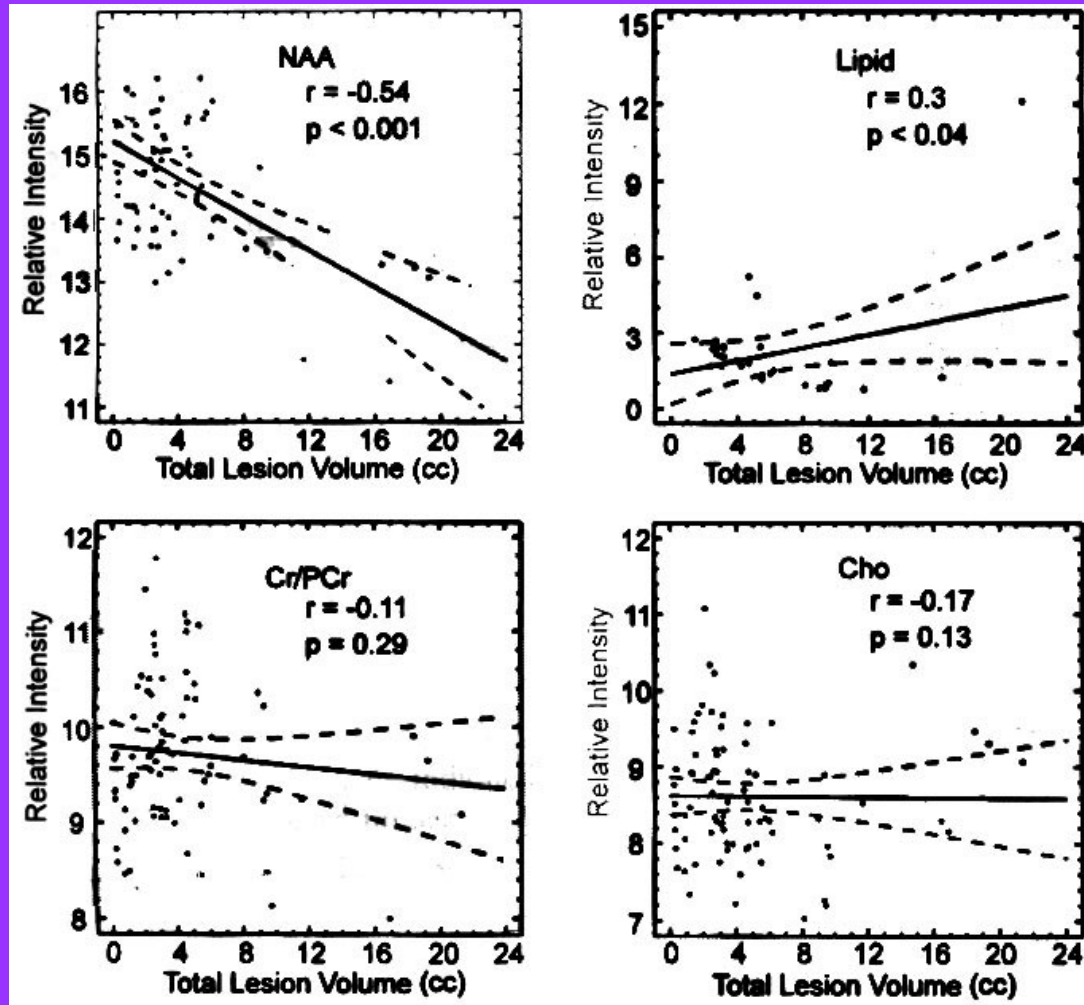 NAA
r = -0.54
p < 0.001
Relative Intensity
16
15
14
13
12
11
0 4 8 12 16 20 24
Total Lesion Volume (cc)
Lipid
r = 0.3
p < 0.04
Relative Intensity
15
12
9
6
3
0
0 4 8 12 16 20 24
Total Lesion Volume (cc)
Cr/PCr
r = -0.11
p = 0.29
Relative Intensity
12
11
10
9
8
0 4 8 12 16 20 24
Total Lesion Volume (cc)
Cho
r = -0.17
p = 0.13
Relative Intensity
12
11
10
9
8
7
0 4 8 12 16 20 24
Total Lesion Volume (cc)